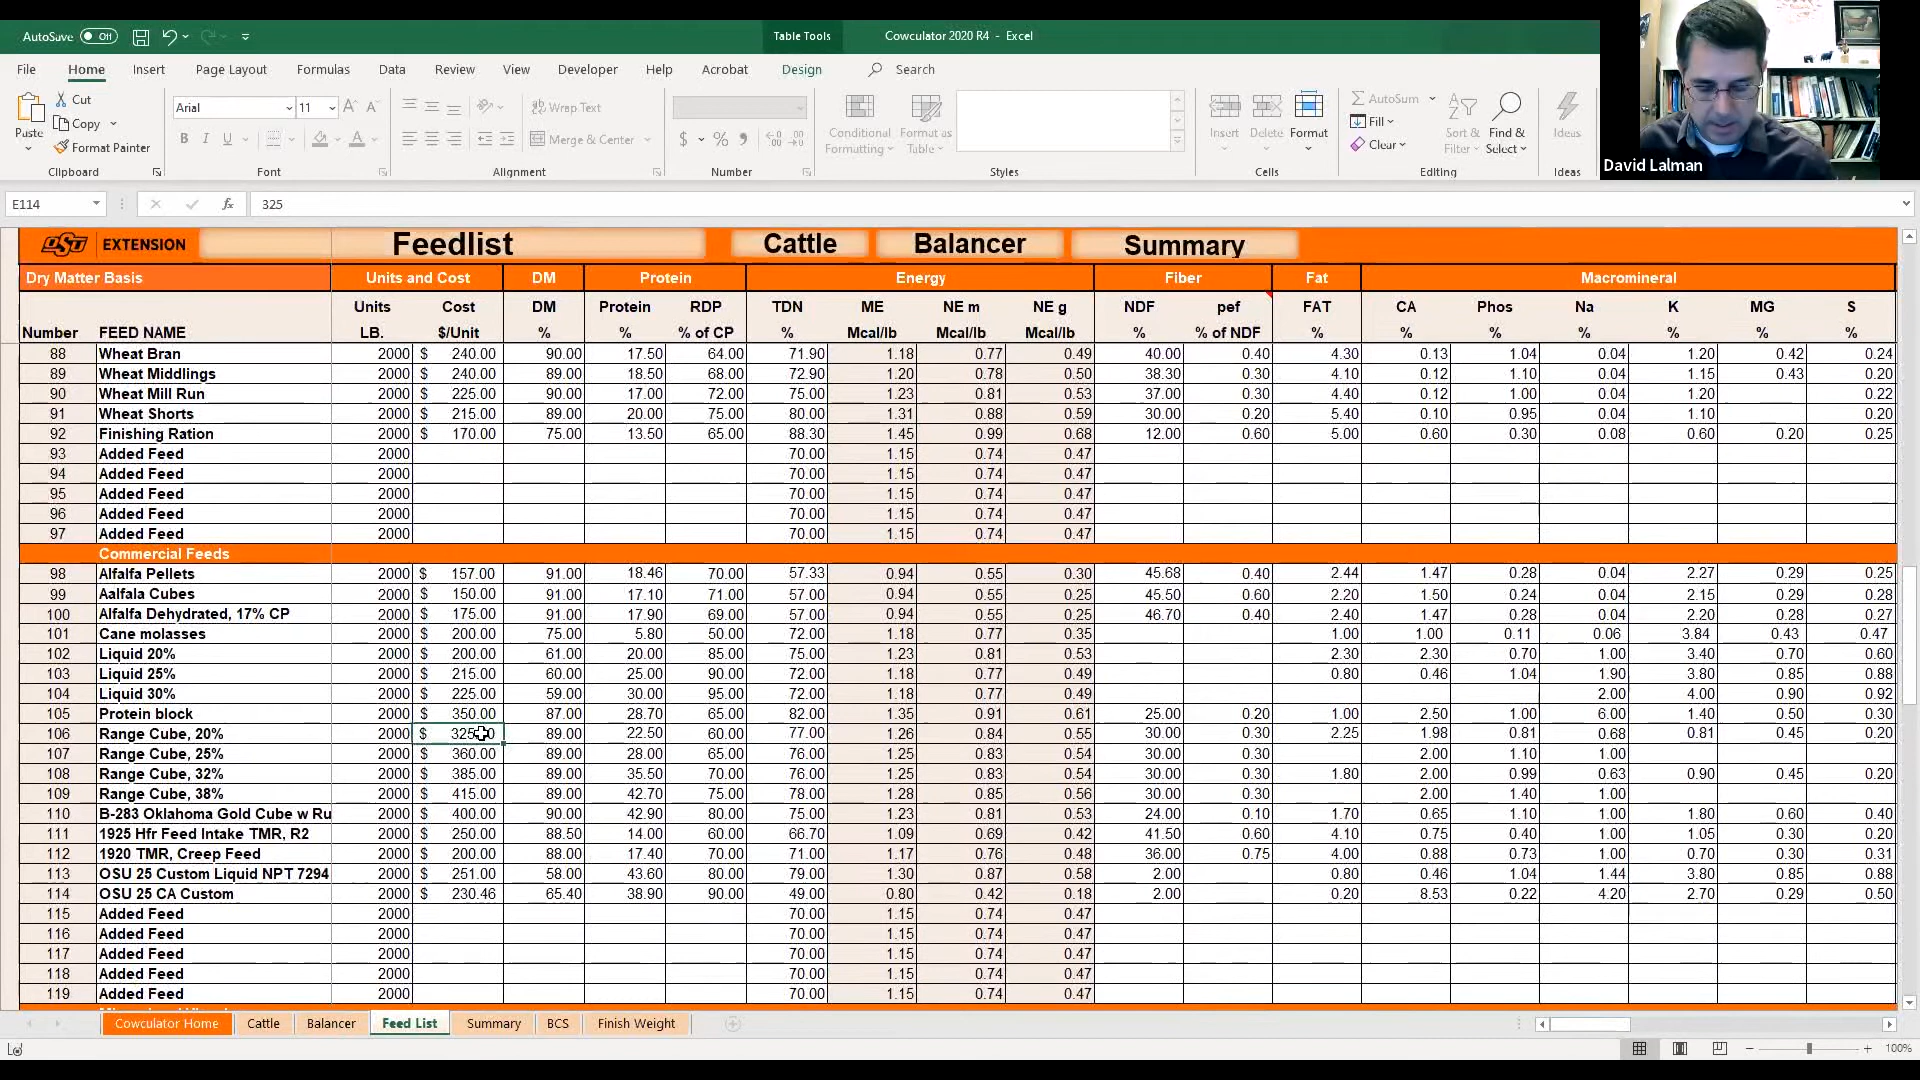 AutoSave Off Table Tools Cowculator 2020 R4 - Excel
File Home Insert Page Layout Formulas Data Review View Developer Help Acrobat Design Search
Paste Cut Copy Format Painter Arial 11 B I U Wrap Text Merge & Center $ % Conditional Formatting Format as Table Insert Delete Format AutoSum Fill Clear Sort & Filter Find & Select Ideas
Clipboard Font Alignment Number Styles Cells Editing Ideas
David Lalman
E114 fx 325
OSU EXTENSION Feedlist Cattle Balancer Summary
Dry Matter Basis Units and Cost DM Protein Energy Fiber Fat Macromineral
Units Cost DM Protein RDP TDN ME NE m NE g NDF pef FAT CA Phos Na K MG S
Number FEED NAME LB. $/Unit % % % of CP % Mcal/lb Mcal/lb Mcal/lb % % of NDF % % % % % % %
88 Wheat Bran 2000 $ 240.00 90.00 17.50 64.00 71.90 1.18 0.77 0.49 40.00 0.40 4.30 0.13 1.04 0.04 1.20 0.42 0.24
89 Wheat Middlings 2000 $ 240.00 89.00 18.50 68.00 72.90 1.20 0.78 0.50 38.30 0.30 4.10 0.12 1.10 0.04 1.15 0.43 0.20
90 Wheat Mill Run 2000 $ 225.00 90.00 17.00 72.00 75.00 1.23 0.81 0.53 37.00 0.30 4.40 0.12 1.00 0.04 1.20 0.22
91 Wheat Shorts 2000 $ 215.00 89.00 20.00 75.00 80.00 1.31 0.88 0.59 30.00 0.20 5.40 0.10 0.95 0.04 1.10 0.20
92 Finishing Ration 2000 $ 170.00 75.00 13.50 65.00 88.30 1.45 0.99 0.68 12.00 0.60 5.00 0.60 0.30 0.08 0.60 0.20 0.25
93 Added Feed 2000 70.00 1.15 0.74 0.47
94 Added Feed 2000 70.00 1.15 0.74 0.47
95 Added Feed 2000 70.00 1.15 0.74 0.47
96 Added Feed 2000 70.00 1.15 0.74 0.47
97 Added Feed 2000 70.00 1.15 0.74 0.47
Commercial Feeds
98 Alfalfa Pellets 2000 $ 157.00 91.00 18.46 70.00 57.33 0.94 0.55 0.30 45.68 0.40 2.44 1.47 0.28 0.04 2.27 0.29 0.25
99 Aalfala Cubes 2000 $ 150.00 91.00 17.10 71.00 57.00 0.94 0.55 0.25 45.50 0.60 2.20 1.50 0.24 0.04 2.15 0.29 0.28
100 Alfalfa Dehydrated, 17% CP 2000 $ 175.00 91.00 17.90 69.00 57.00 0.94 0.55 0.25 46.70 0.40 2.40 1.47 0.28 0.04 2.20 0.28 0.27
101 Cane molasses 2000 $ 200.00 75.00 5.80 50.00 72.00 1.18 0.77 0.35 1.00 1.00 0.11 0.06 3.84 0.43 0.47
102 Liquid 20% 2000 $ 200.00 61.00 20.00 85.00 75.00 1.23 0.81 0.53 2.30 2.30 0.70 1.00 3.40 0.70 0.60
103 Liquid 25% 2000 $ 215.00 60.00 25.00 90.00 72.00 1.18 0.77 0.49 0.80 0.46 1.04 1.90 3.80 0.85 0.88
104 Liquid 30% 2000 $ 225.00 59.00 30.00 95.00 72.00 1.18 0.77 0.49 2.00 4.00 0.90 0.92
105 Protein block 2000 $ 350.00 87.00 28.70 65.00 82.00 1.35 0.91 0.61 25.00 0.20 1.00 2.50 1.00 6.00 1.40 0.50 0.30
106 Range Cube, 20% 2000 $ 325.00 89.00 22.50 60.00 77.00 1.26 0.84 0.55 30.00 0.30 2.25 1.98 0.81 0.68 0.81 0.45 0.20
107 Range Cube, 25% 2000 $ 360.00 89.00 28.00 65.00 76.00 1.25 0.83 0.54 30.00 0.30 2.00 1.10 1.00
108 Range Cube, 32% 2000 $ 385.00 89.00 35.50 70.00 76.00 1.25 0.83 0.54 30.00 0.30 1.80 2.00 0.99 0.63 0.90 0.45 0.20
109 Range Cube, 38% 2000 $ 415.00 89.00 42.70 75.00 78.00 1.28 0.85 0.56 30.00 0.30 2.00 1.40 1.00
110 B-283 Oklahoma Gold Cube w Ru 2000 $ 400.00 90.00 42.90 80.00 75.00 1.23 0.81 0.53 24.00 0.10 1.70 0.65 1.10 1.00 1.80 0.60 0.40
111 1925 Hfr Feed Intake TMR, R2 2000 $ 250.00 88.50 14.00 60.00 66.70 1.09 0.69 0.42 41.50 0.60 4.10 0.75 0.40 1.00 1.05 0.30 0.20
112 1920 TMR, Creep Feed 2000 $ 200.00 88.00 17.40 70.00 71.00 1.17 0.76 0.48 36.00 0.75 4.00 0.88 0.73 1.00 0.70 0.30 0.31
113 OSU 25 Custom Liquid NPT 7294 2000 $ 251.00 58.00 43.60 80.00 79.00 1.30 0.87 0.58 2.00 0.80 0.46 1.04 1.44 3.80 0.85 0.88
114 OSU 25 CA Custom 2000 $ 230.46 65.40 38.90 90.00 49.00 0.80 0.42 0.18 2.00 0.20 8.53 0.22 4.20 2.70 0.29 0.50
115 Added Feed 2000 70.00 1.15 0.74 0.47
116 Added Feed 2000 70.00 1.15 0.74 0.47
117 Added Feed 2000 70.00 1.15 0.74 0.47
118 Added Feed 2000 70.00 1.15 0.74 0.47
119 Added Feed 2000 70.00 1.15 0.74 0.47
Cowculator Home Cattle Balancer Feed List Summary BCS Finish Weight
100%